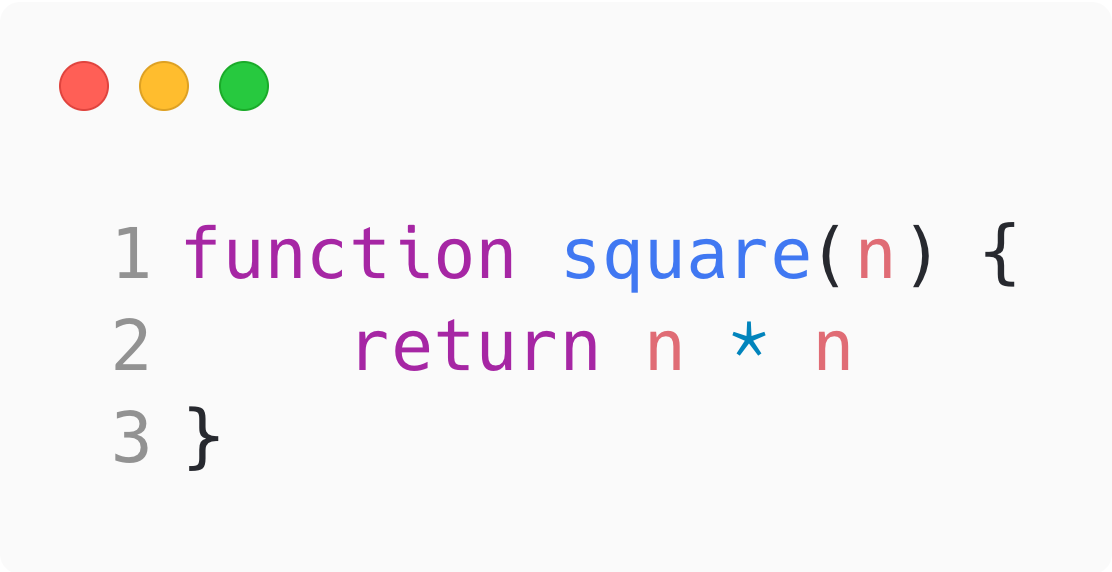 1 function square(n) {
2     return n * n
3 }